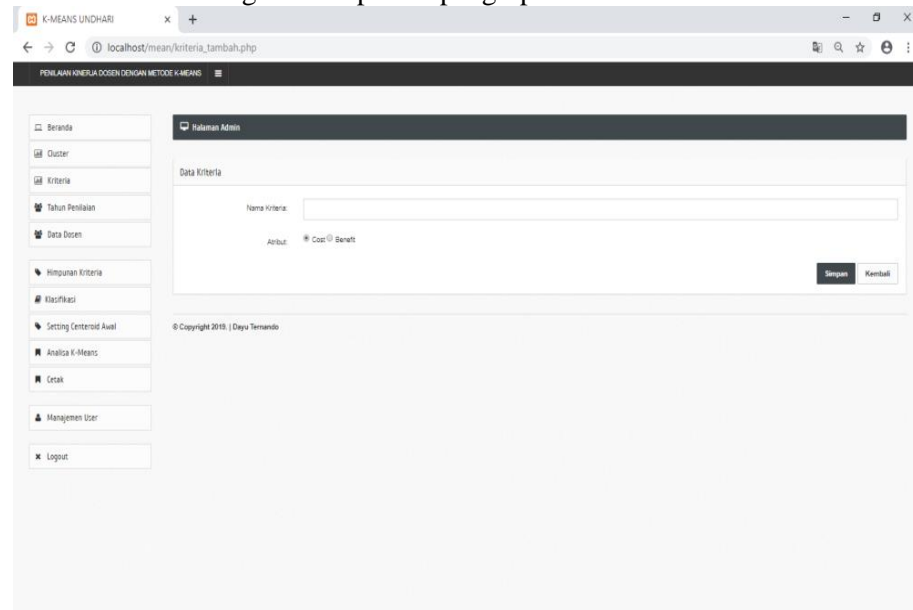 K-MEANS UNDHARI
localhost/mean/kriteria_tambah.php
PENILAIAN KINERJA DOSEN DENGAN METODE K-MEANS
Beranda
Cluster
Kriteria
Tahun Penilaian
Data Dosen
Himpunan Kriteria
Klasifikasi
Setting Centeroid Awal
Analisa K-Means
Cetak
Manajemen User
Logout
Halaman Admin
Data Kriteria
Nama Kriteria:
Atribut: Cost Benefit
Simpan Kembali
© Copyright 2019. | Dayu Ternando